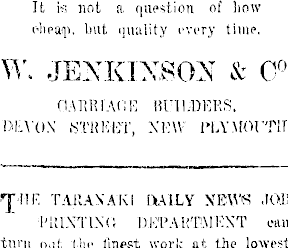 It is not a question of how
cheap, but quality every time.
W. JENKINSON & Co
CARRIAGE BUILDERS,
DEVON STREET, NEW PLYMOUTH
THE TARANAKI DAILY NEWS JOB
PRINTING DEPARTMENT can
turn out the finest work at the lowest